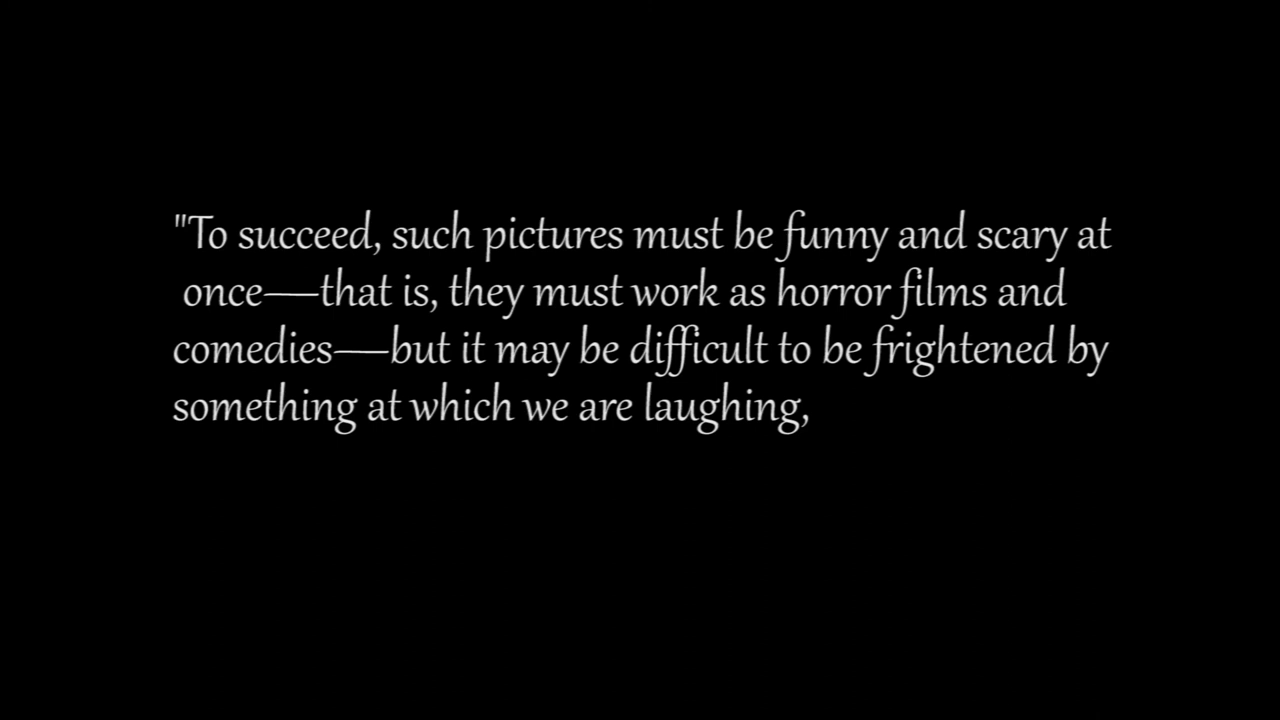 "To succeed, such pictures must be funny and scary at
once—that is, they must work as horror films and
comedies—but it may be difficult to be frightened by
something at which we are laughing,